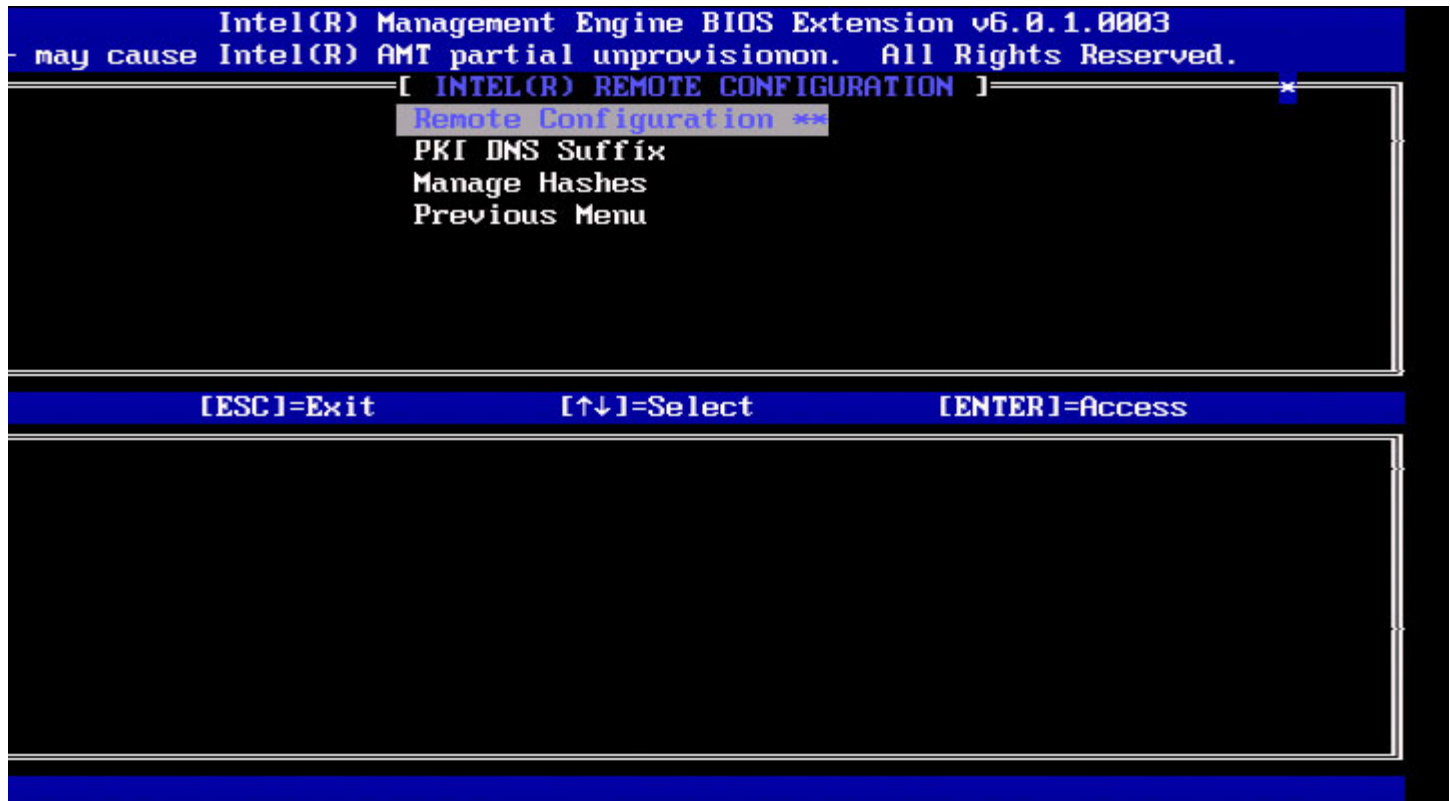 Intel(R) Management Engine BIOS Extension v6.0.1.0003
- may cause Intel(R) AMT partial unprovisionon. All Rights Reserved.
[ INTEL(R) REMOTE CONFIGURATION ]
*
Remote Configuration **
PKI DNS Suffix
Manage Hashes
Previous Menu
[ESC]=Exit [↑↓]=Select [ENTER]=Access